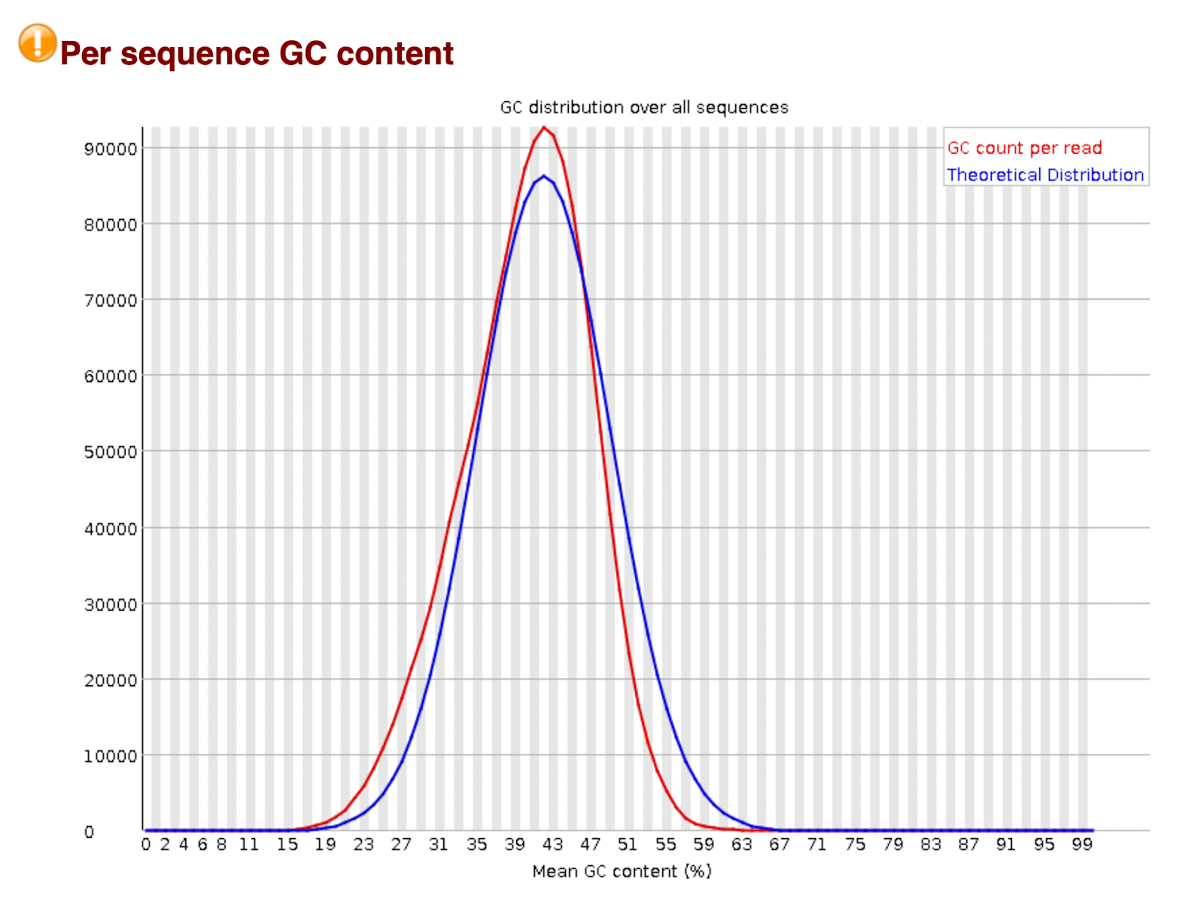 Per sequence GC content
GC distribution over all sequences
GC count per read
Theoretical Distribution
90000
80000
70000
60000
50000
40000
30000
20000
10000
0
0 2 4 6 8 11 15 19 23 27 31 35 39 43 47 51 55 59 63 67 71 75 79 83 87 91 95 99
Mean GC content (%)